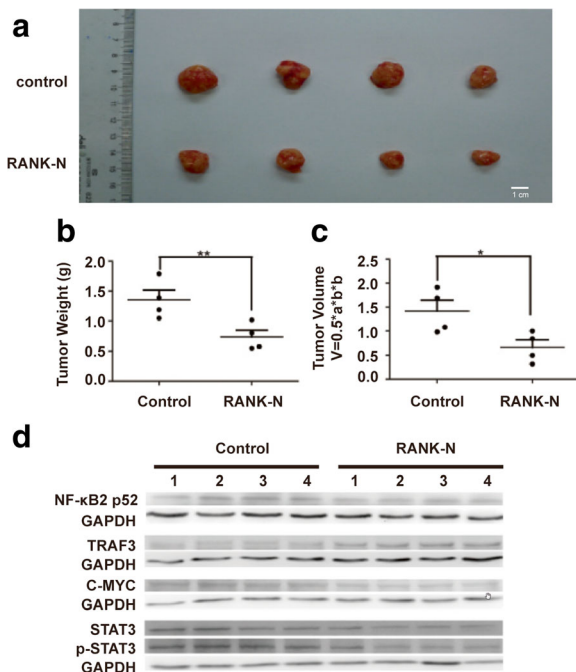 a
control
RANK-N
1 cm
b
**
Tumor Weight (g)
2.0
1.5
1.0
0.5
0.0
Control RANK-N
c
*
Tumor Volume
V=0.5*a*b*b
2.5
2.0
1.5
1.0
0.5
0.0
Control RANK-N
d
Control RANK-N
1 2 3 4 1 2 3 4
NF-κB2 p52
GAPDH
TRAF3
GAPDH
C-MYC
GAPDH
STAT3
p-STAT3
GAPDH